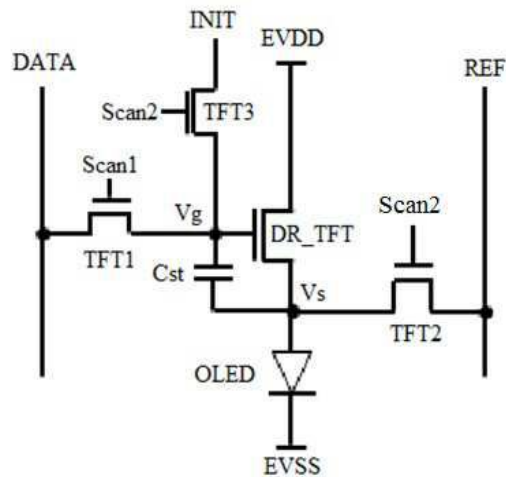 INIT
EVDD
DATA
REF
Scan2
TFT3
Scan1
Scan2
Vg
DR_TFT
TFT1
Cst
Vs
TFT2
OLED
EVSS